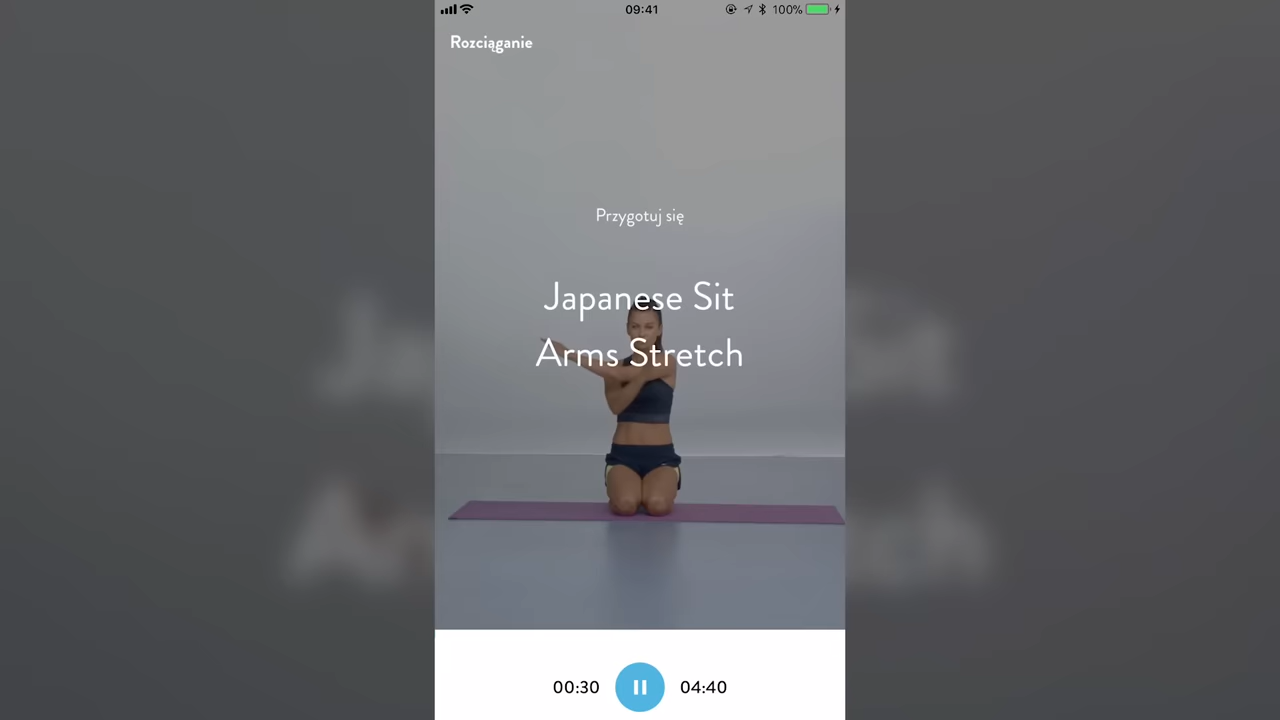 09:41
100%
Rozciąganie
Przygotuj się
Japanese Sit
Arms Stretch
00:30
04:40